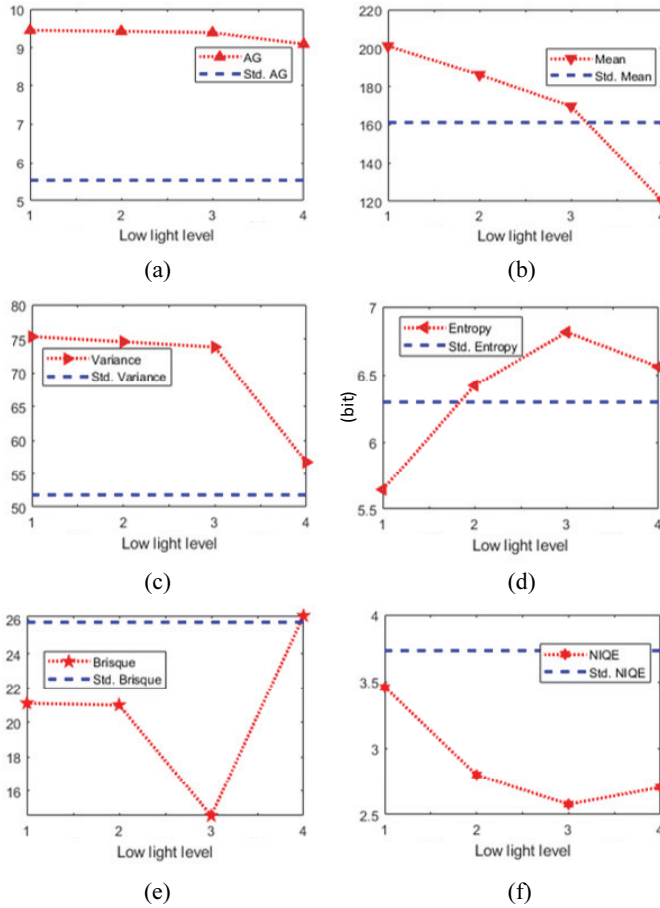 10
9
8
7
6
5
AG
Std. AG
1 2 3 4
Low light level
(a)
220
200
180
160
140
120
Mean
Std. Mean
1 2 3 4
Low light level
(b)
80
75
70
65
60
55
50
Variance
Std. Variance
1 2 3 4
Low light level
(c)
7
6.5
6
5.5
(bit)
Entropy
Std. Entropy
1 2 3 4
Low light level
(d)
26
24
22
20
18
16
Brisque
Std. Brisque
1 2 3 4
Low light level
(e)
4
3.5
3
2.5
NIQE
Std. NIQE
1 2 3 4
Low light level
(f)